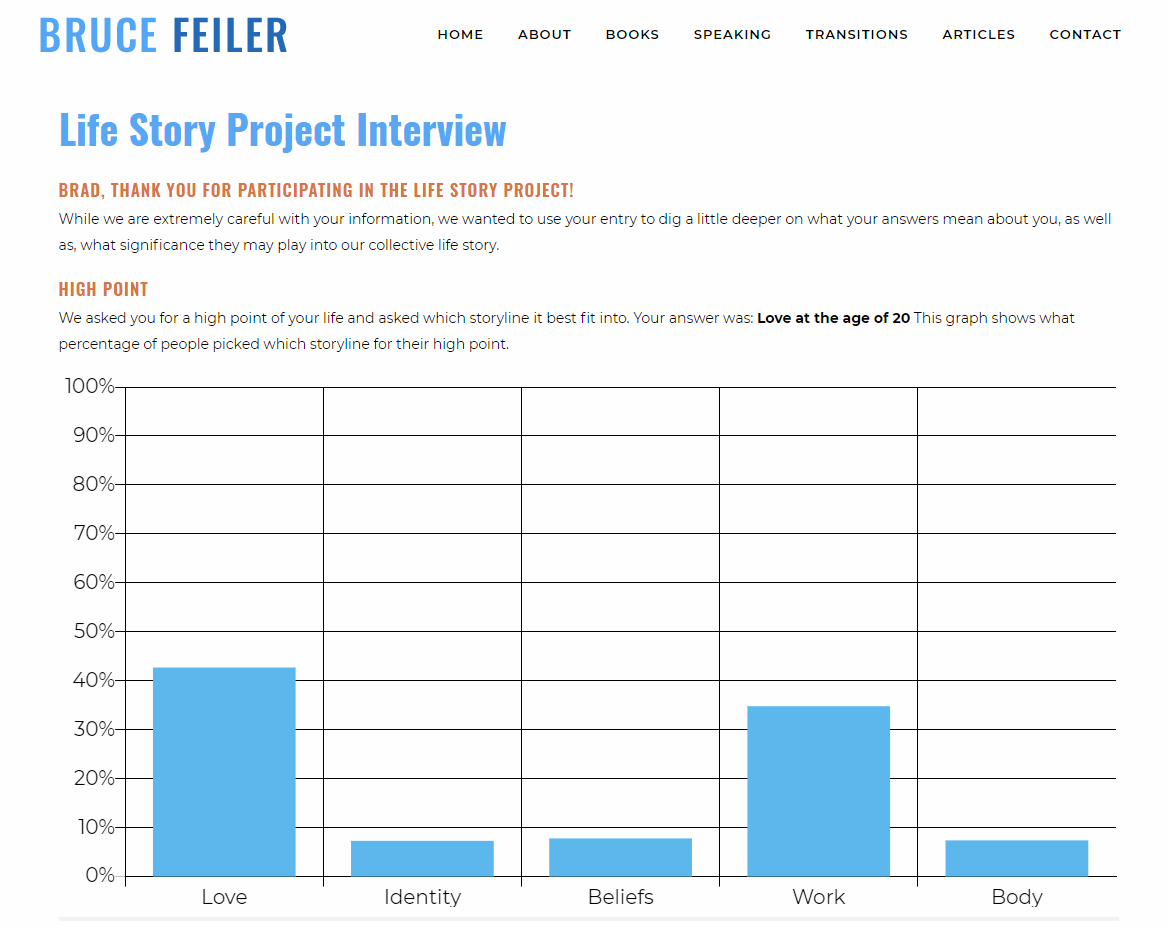 BRUCE FEILER
HOME ABOUT BOOKS SPEAKING TRANSITIONS ARTICLES CONTACT
Life Story Project Interview
BRAD, THANK YOU FOR PARTICIPATING IN THE LIFE STORY PROJECT!
While we are extremely careful with your information, we wanted to use your entry to dig a little deeper on what your answers mean about you, as well
as, what significance they may play into our collective life story.
HIGH POINT
We asked you for a high point of your life and asked which storyline it best fit into. Your answer was: Love at the age of 20 This graph shows what
percentage of people picked which storyline for their high point.
100%
90%
80%
70%
60%
50%
40%
30%
20%
10%
0%
Love Identity Beliefs Work Body